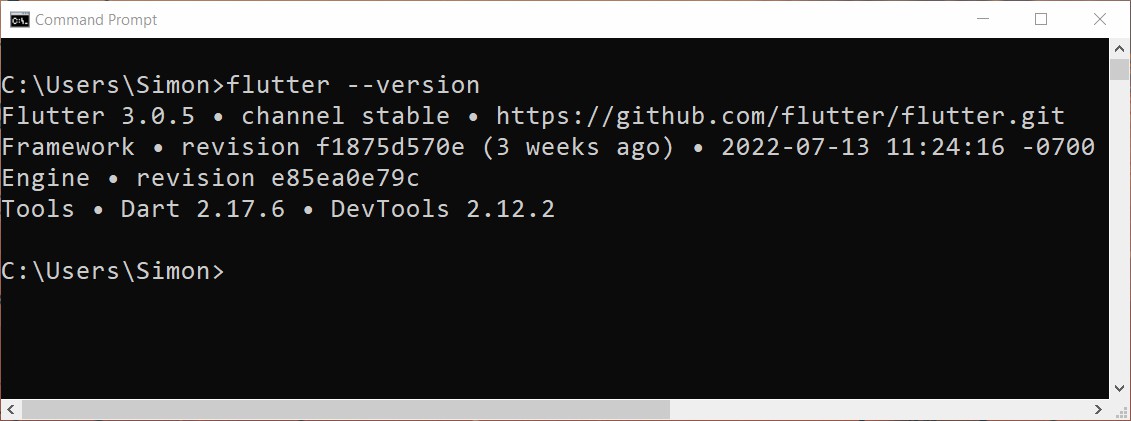 Command Prompt
C:\Users\Simon>flutter --version
Flutter 3.0.5 • channel stable • https://github.com/flutter/flutter.git
Framework • revision f1875d570e (3 weeks ago) • 2022-07-13 11:24:16 -0700
Engine • revision e85ea0e79c
Tools • Dart 2.17.6 • DevTools 2.12.2
C:\Users\Simon>